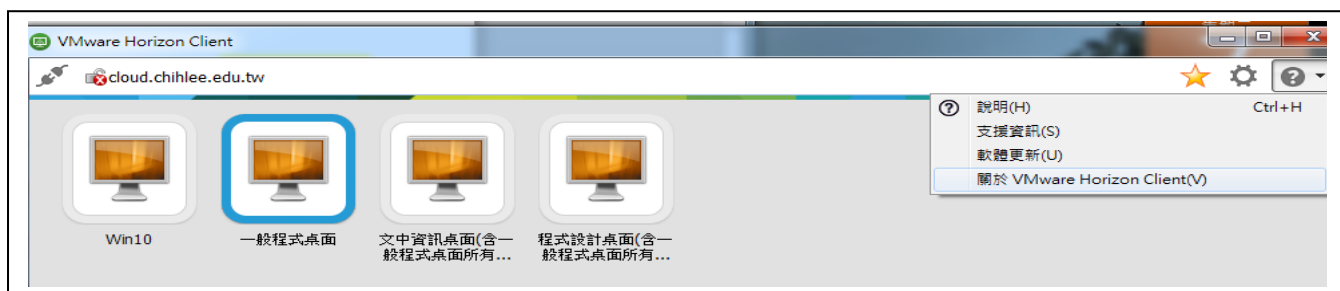 VMware Horizon Client
cloud.chihlee.edu.tw
說明(H) Ctrl+H
支援資訊(S)
軟體更新(U)
關於 VMware Horizon Client(V)
Win10
一般程式桌面
文中資訊桌面(含一
般程式桌面所有...
程式設計桌面(含一
般程式桌面所有...